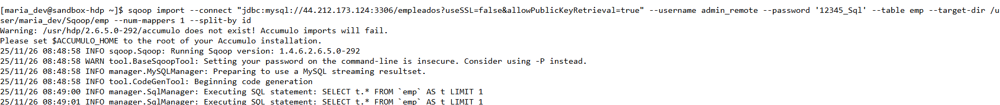 [maria_dev@sandbox-hdp ~]$ sqoop import --connect "jdbc:mysql://44.212.173.124:3306/empleados?useSSL=false&allowPublicKeyRetrieval=true" --username admin_remote --password '12345_Sql' --table emp --target-dir /u
ser/maria_dev/Sqoop/emp --num-mappers 1 --split-by id
Warning: /usr/hdp/2.6.5.0-292/accumulo does not exist! Accumulo imports will fail.
Please set $ACCUMULO_HOME to the root of your Accumulo installation.
25/11/26 08:48:58 INFO sqoop.Sqoop: Running Sqoop version: 1.4.6.2.6.5.0-292
25/11/26 08:48:58 WARN tool.BaseSqoopTool: Setting your password on the command-line is insecure. Consider using -P instead.
25/11/26 08:48:58 INFO manager.MySQLManager: Preparing to use a MySQL streaming resultset.
25/11/26 08:48:58 INFO tool.CodeGenTool: Beginning code generation
25/11/26 08:49:00 INFO manager.SqlManager: Executing SQL statement: SELECT t.* FROM `emp` AS t LIMIT 1
25/11/26 08:49:01 INFO manager.SqlManager: Executing SQL statement: SELECT t.* FROM `emp` AS t LIMIT 1